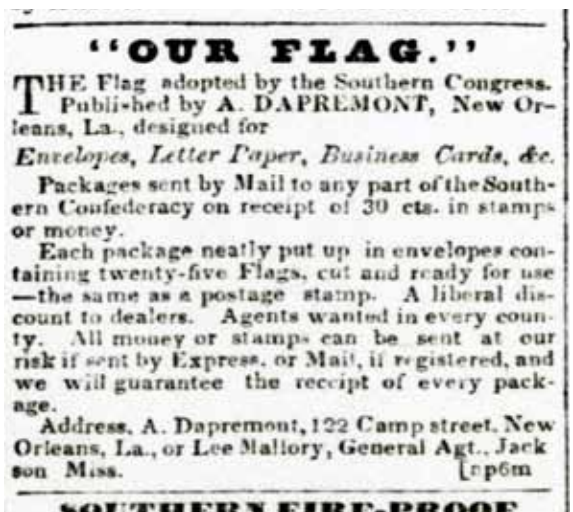 "OUR FLAG."
THE Flag adopted by the Southern Congress.
Published by A. DAPREMONT, New Or-
leans, La., designed for
Envelopes, Letter Paper, Business Cards, &c.
Packages sent by Mail to any part of the South-
ern Confederacy on receipt of 30 cts. in stamps
or money.
Each package neatly put up in envelopes con-
taining twenty-five Flags, cut and ready for use
—the same as a postage stamp. A liberal dis-
count to dealers. Agents wanted in every coun-
ty. All money or stamps can be sent at our
risk if sent by Express, or Mail, if registered, and
we will guarantee the receipt of every pack-
age.
Address, A. Dapremont, 122 Camp street, New
Orleans, La., or Lee Mallory, General Agt., Jack
son Miss. [np6m
SOUTHERN FIRE-PROOF